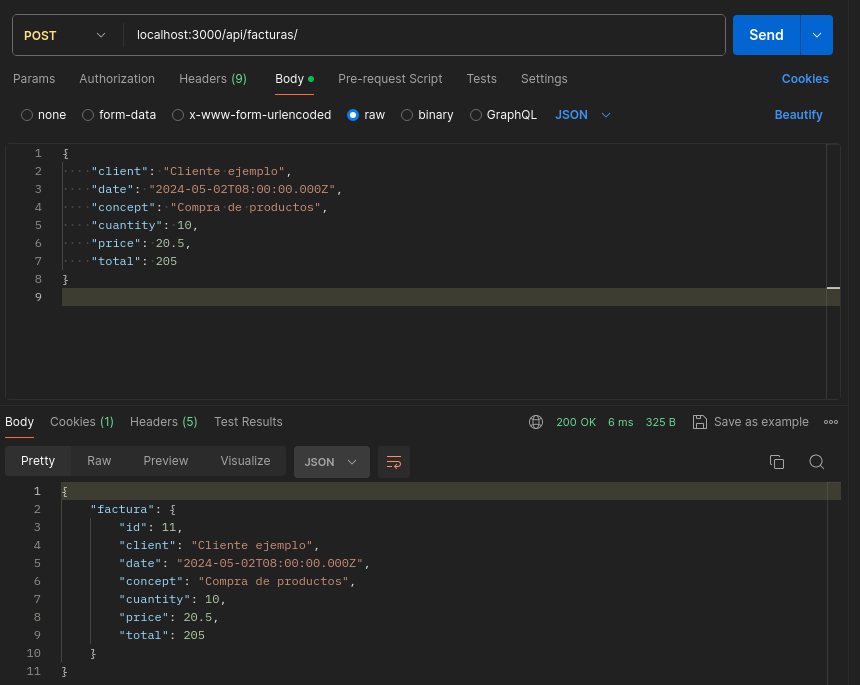 POST localhost:3000/api/facturas/ Send
Params Authorization Headers (9) Body Pre-request Script Tests Settings Cookies
none form-data x-www-form-urlencoded raw binary GraphQL JSON Beautify
1 {
2 ····"client":·"Cliente·ejemplo",
3 ····"date":·"2024-05-02T08:00:00.000Z",
4 ····"concept":·"Compra·de·productos",
5 ····"cuantity":·10,
6 ····"price":·20.5,
7 ····"total":·205
8 }
9
Body Cookies (1) Headers (5) Test Results 200 OK 6 ms 325 B Save as example
Pretty Raw Preview Visualize JSON
1 {
2     "factura": {
3         "id": 11,
4         "client": "Cliente ejemplo",
5         "date": "2024-05-02T08:00:00.000Z",
6         "concept": "Compra de productos",
7         "cuantity": 10,
8         "price": 20.5,
9         "total": 205
10     }
11 }